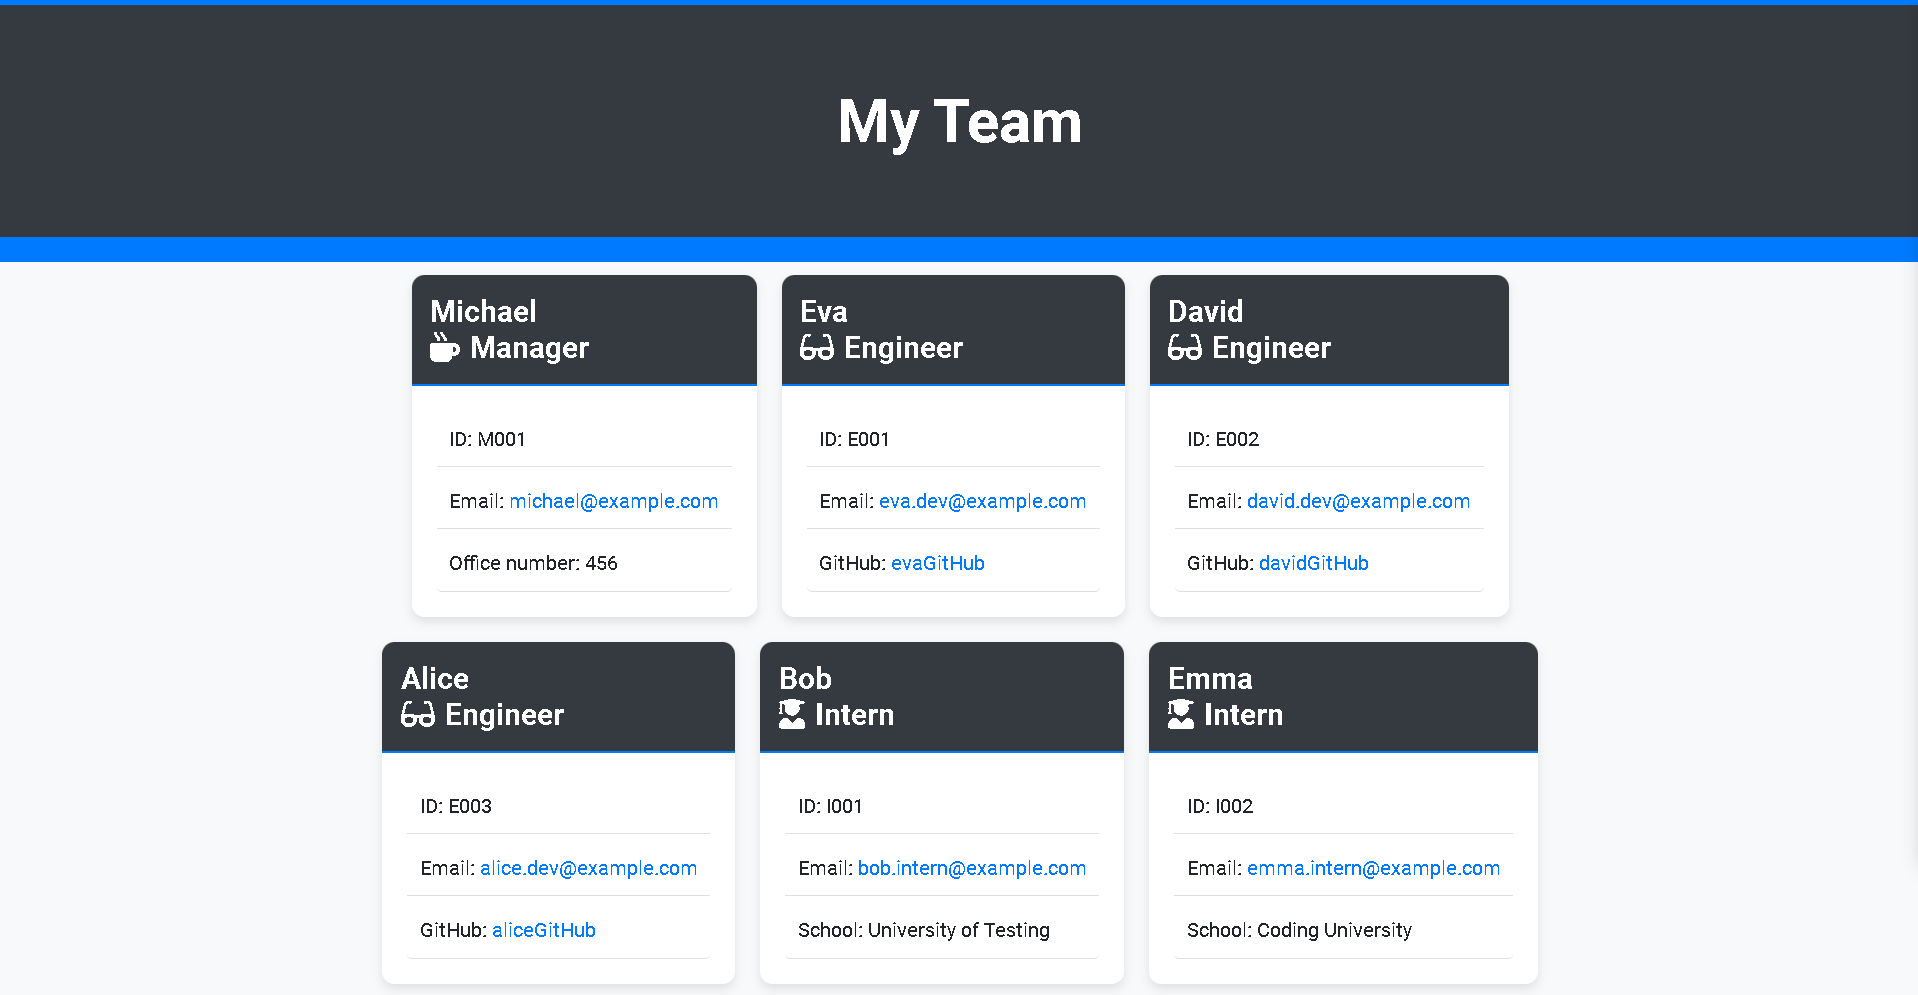 My Team
Michael
Manager
ID: M001
Email: michael@example.com
Office number: 456
Eva
Engineer
ID: E001
Email: eva.dev@example.com
GitHub: evaGitHub
David
Engineer
ID: E002
Email: david.dev@example.com
GitHub: davidGitHub
Alice
Engineer
ID: E003
Email: alice.dev@example.com
GitHub: aliceGitHub
Bob
Intern
ID: I001
Email: bob.intern@example.com
School: University of Testing
Emma
Intern
ID: I002
Email: emma.intern@example.com
School: Coding University